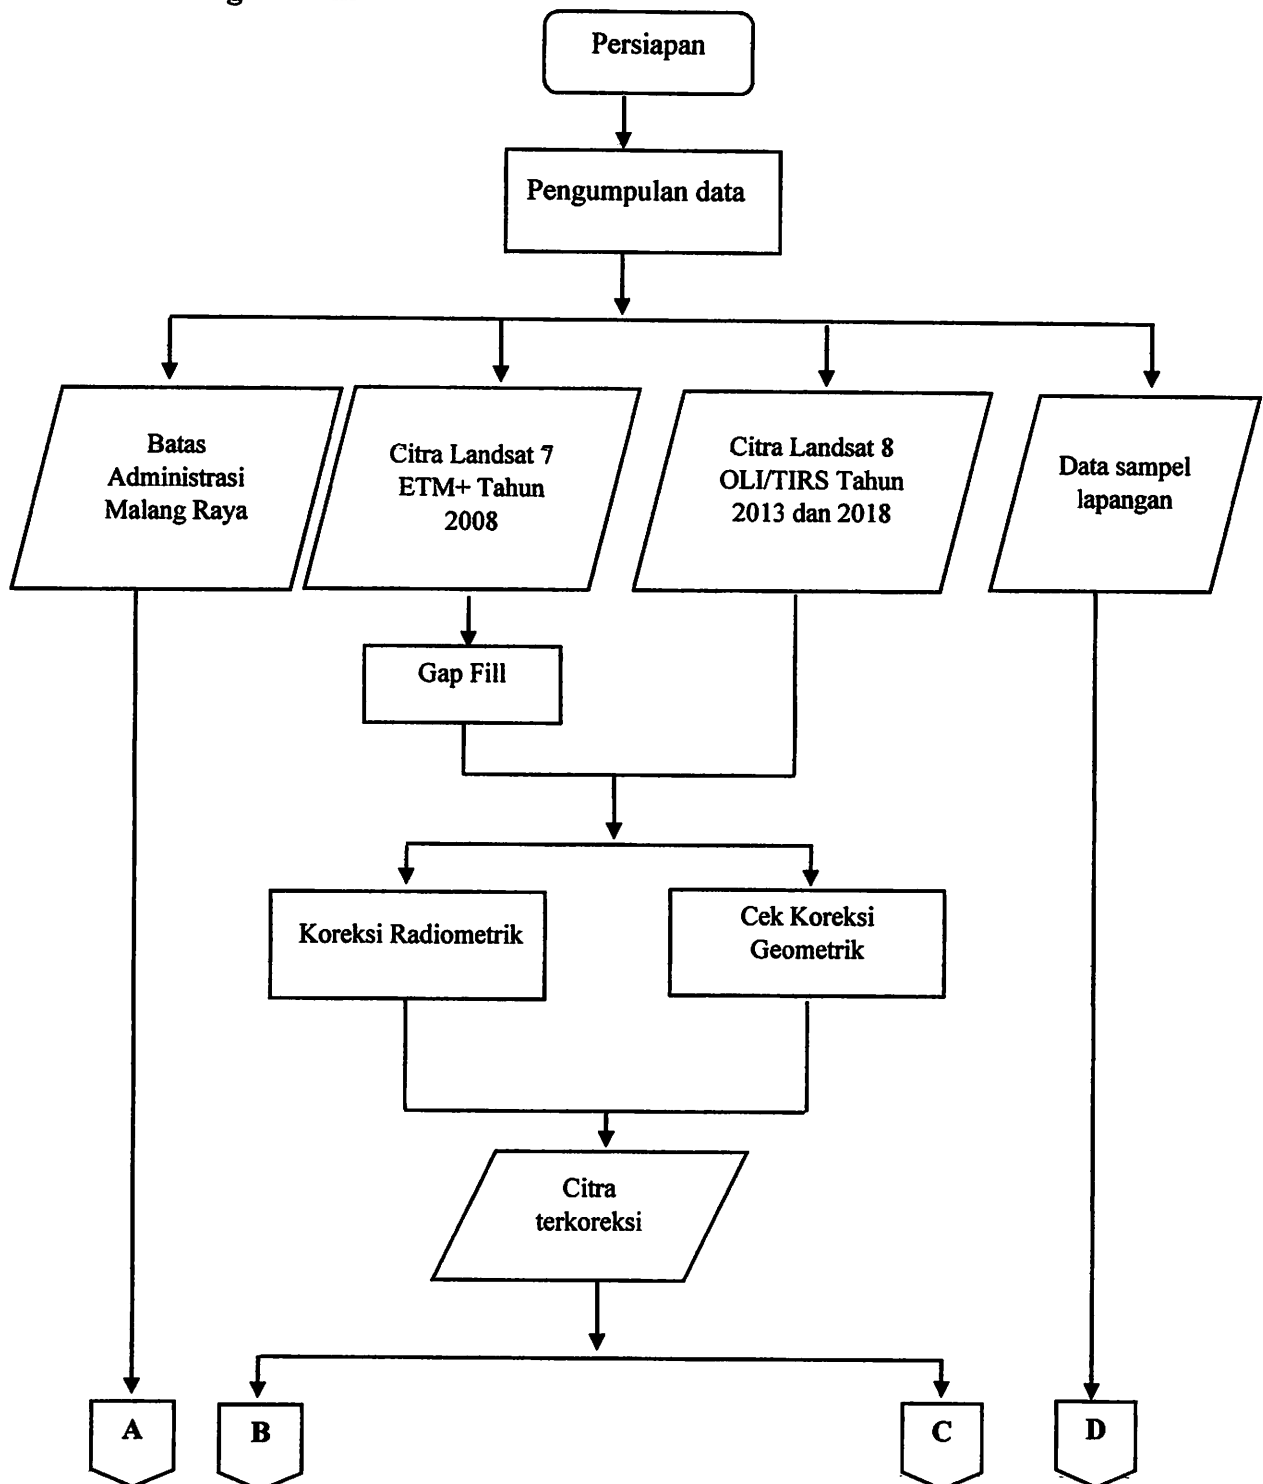 Persiapan
Pengumpulan data
Batas
Administrasi
Malang Raya
Citra Landsat 7
ETM+ Tahun
2008
Citra Landsat 8
OLI/TIRS Tahun
2013 dan 2018
Data sampel
lapangan
Gap Fill
Koreksi Radiometrik
Cek Koreksi
Geometrik
Citra
terkoreksi
A
B
C
D